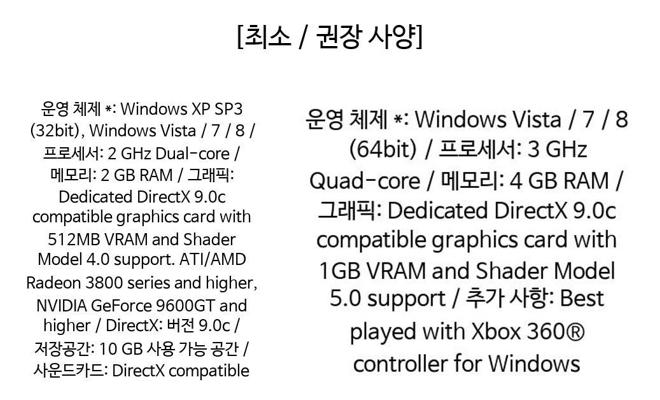 [최소 / 권장 사양]
운영 체제 *: Windows XP SP3
(32bit), Windows Vista / 7 / 8 /
프로세서: 2 GHz Dual-core /
메모리: 2 GB RAM / 그래픽:
Dedicated DirectX 9.0c
compatible graphics card with
512MB VRAM and Shader
Model 4.0 support. ATI/AMD
Radeon 3800 series and higher,
NVIDIA GeForce 9600GT and
higher / DirectX: 버전 9.0c /
저장공간: 10 GB 사용 가능 공간 /
사운드카드: DirectX compatible
운영 체제 *: Windows Vista / 7 / 8
(64bit) / 프로세서: 3 GHz
Quad-core / 메모리: 4 GB RAM /
그래픽: Dedicated DirectX 9.0c
compatible graphics card with
1GB VRAM and Shader Model
5.0 support / 추가 사항: Best
played with Xbox 360®
controller for Windows